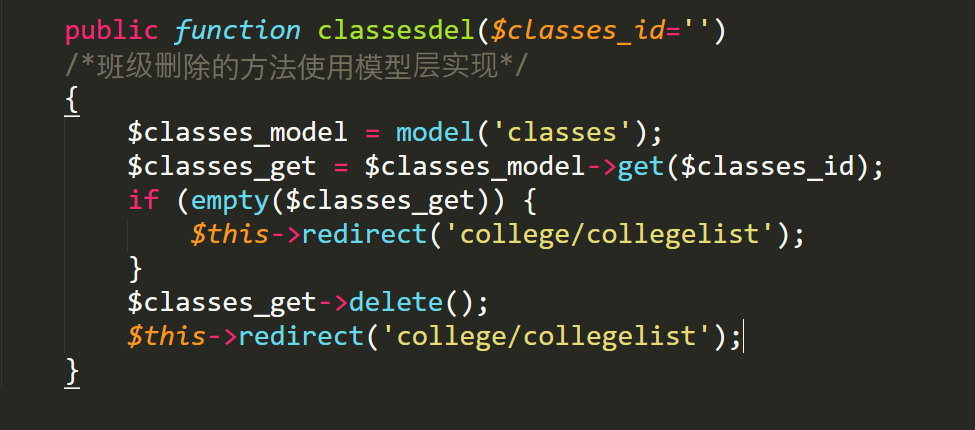 public function classesdel($classes_id='')
/*班级删除的方法使用模型层实现*/
{
$classes_model = model('classes');
$classes_get = $classes_model->get($classes_id);
if (empty($classes_get)) {
$this->redirect('college/collegelist');
}
$classes_get->delete();
$this->redirect('college/collegelist');
}